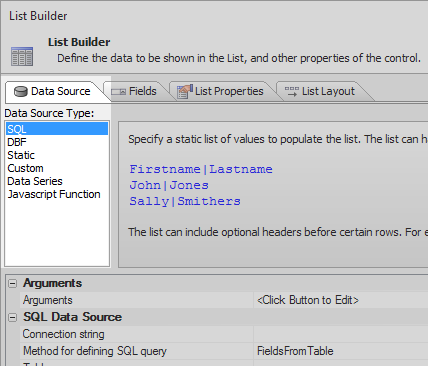 List Builder
List Builder
Define the data to be shown in the List, and other properties of the control.
Data Source Fields List Properties List Layout
Data Source Type:
SQL
DBF
Static
Custom
Data Series
Javascript Function
Specify a static list of values to populate the list. The list can h
Firstname|Lastname
John|Jones
Sally|Smithers
The list can include optional headers before certain rows. For e
Arguments
Arguments <Click Button to Edit>
SQL Data Source
Connection string
Method for defining SQL query FieldsFromTable